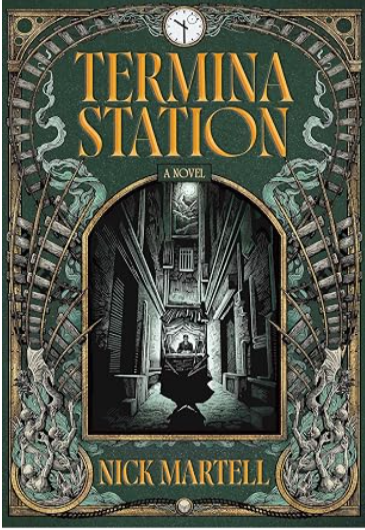 TERMINA
STATION
A NOVEL
NICK MARTELL